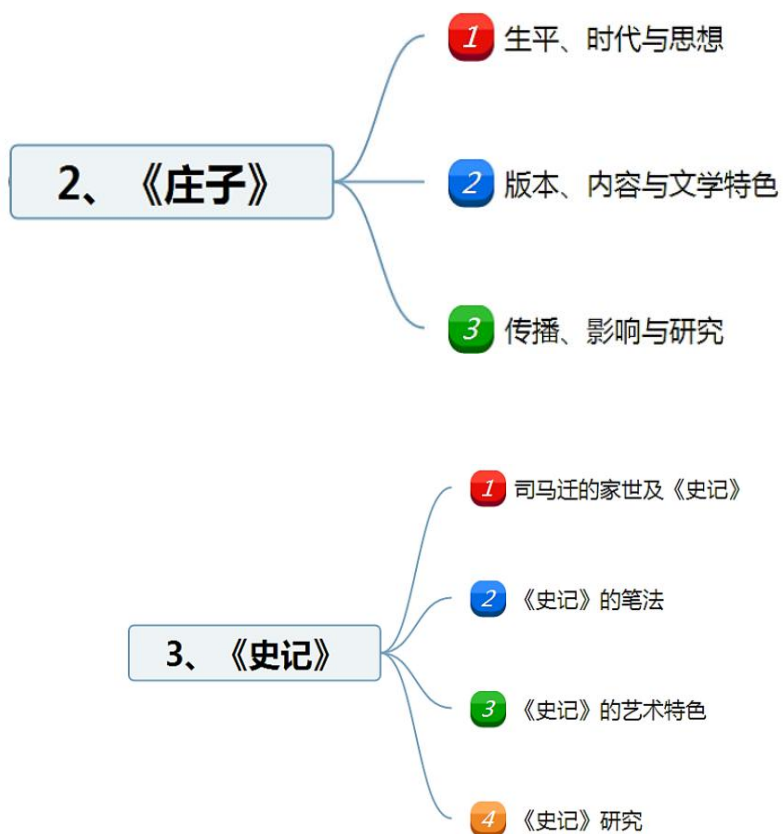 2、《庄子》
1 生平、时代与思想
2 版本、内容与文学特色
3 传播、影响与研究
3、《史记》
1 司马迁的家世及《史记》
2 《史记》的笔法
3 《史记》的艺术特色
4 《史记》研究